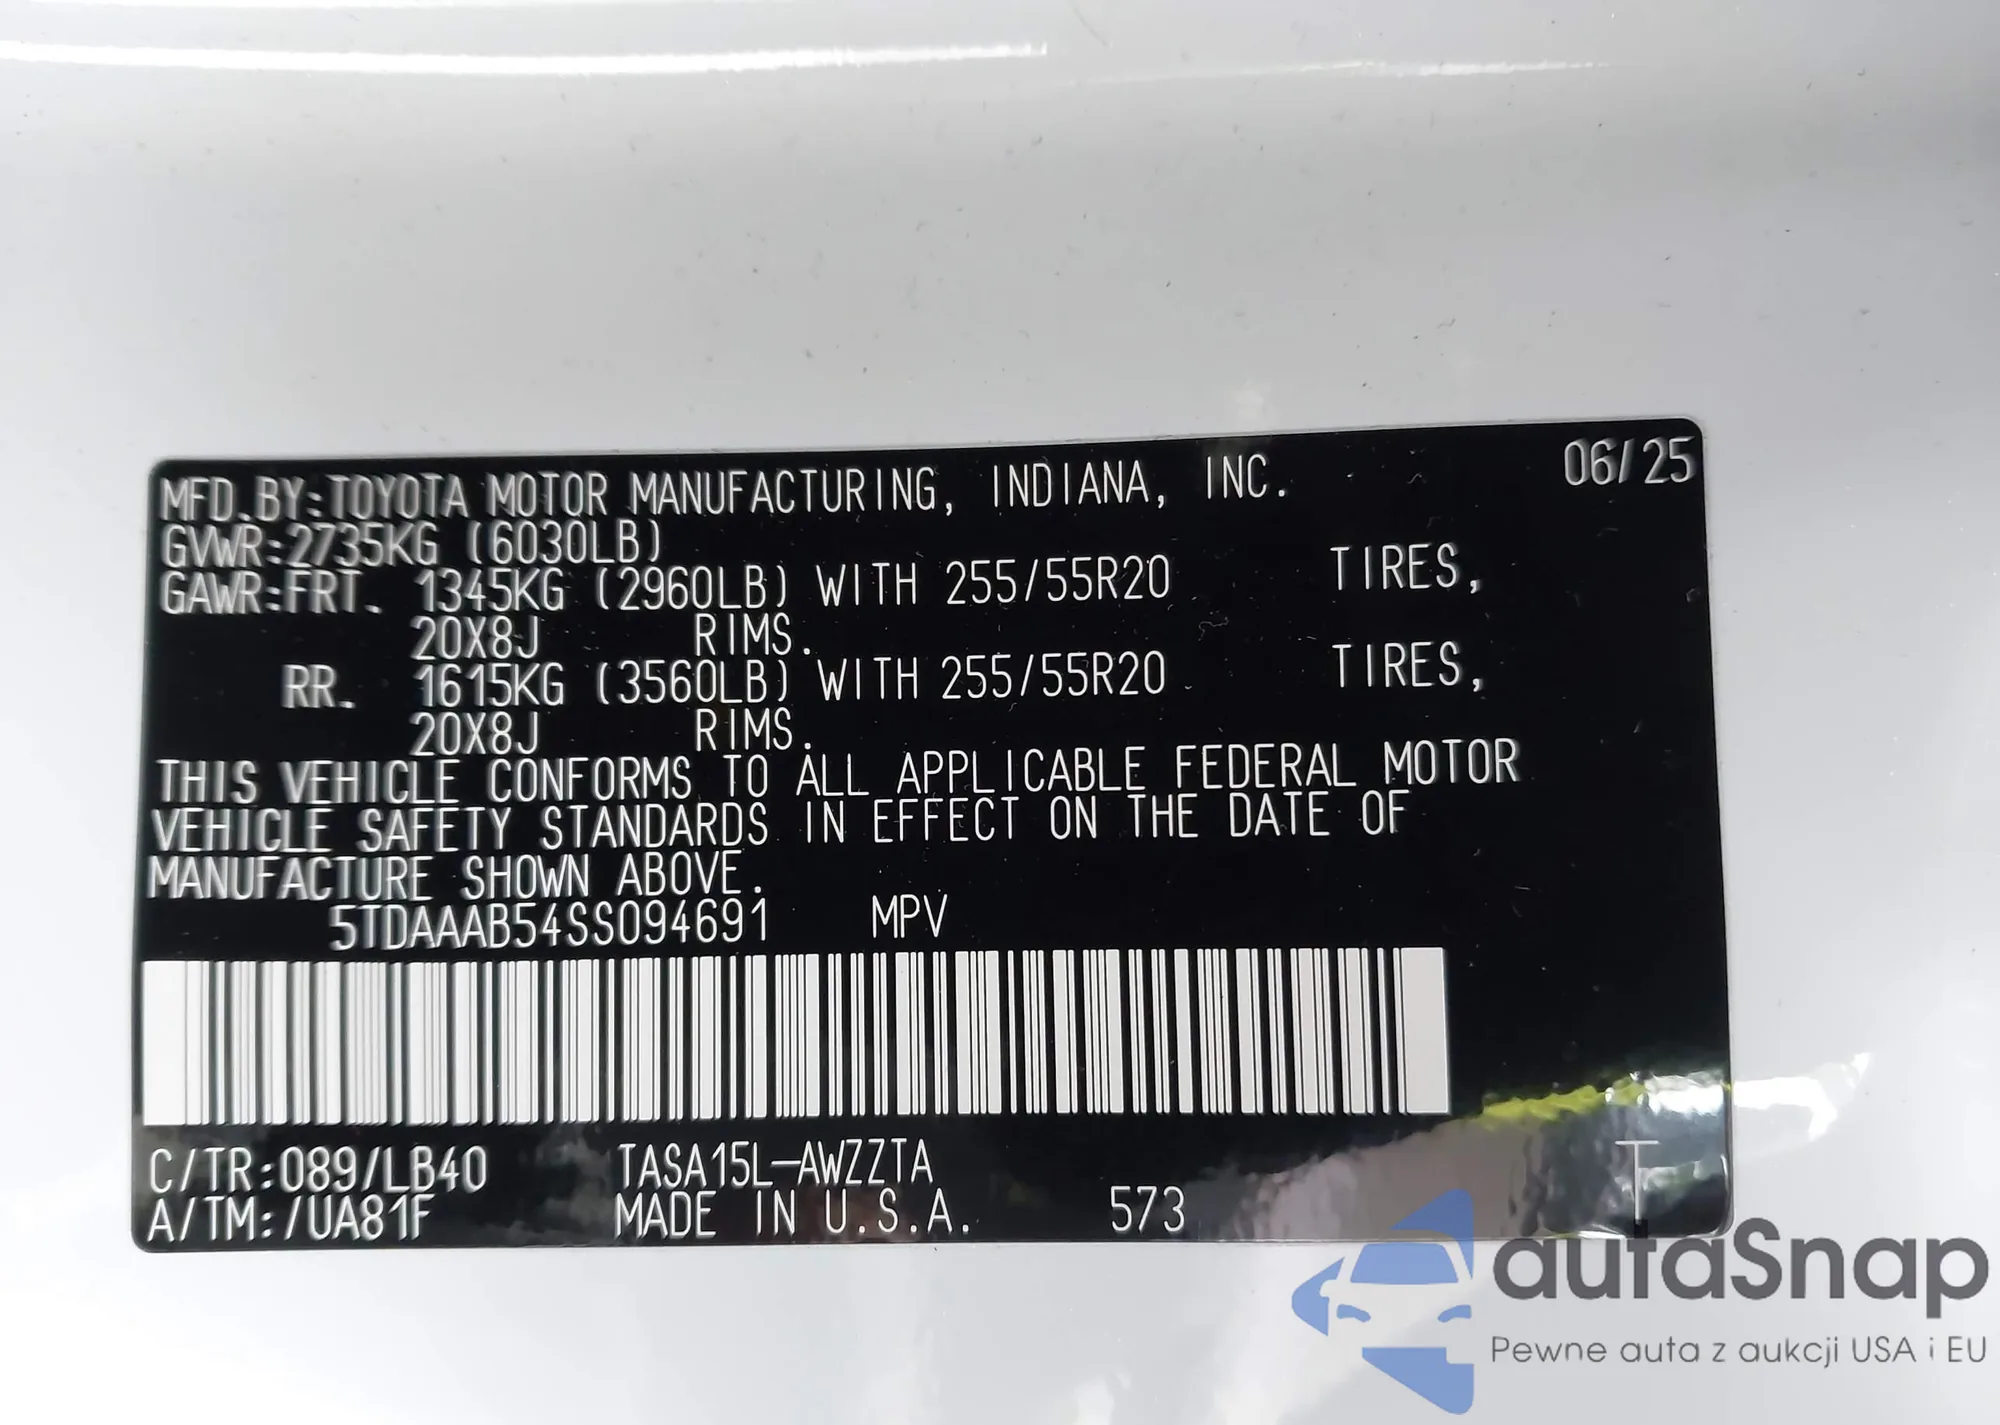 MFD.BY:TOYOTA MOTOR MANUFACTURING, INDIANA, INC. 06/25
GVWR:2735KG (6030LB)
GAWR:FRT. 1345KG (2960LB) WITH 255/55R20 TIRES,
20X8J RIMS.
RR. 1615KG (3560LB) WITH 255/55R20 TIRES,
20X8J RIMS.
THIS VEHICLE CONFORMS TO ALL APPLICABLE FEDERAL MOTOR
VEHICLE SAFETY STANDARDS IN EFFECT ON THE DATE OF
MANUFACTURE SHOWN ABOVE.
5TDAAAB54SS094691 MPV
C/TR:089/LB40 TASA15L-AWZZTA T
A/TM:/UA81F MADE IN U.S.A. 573
autaSnap
Pewne auta z aukcji USA i EU